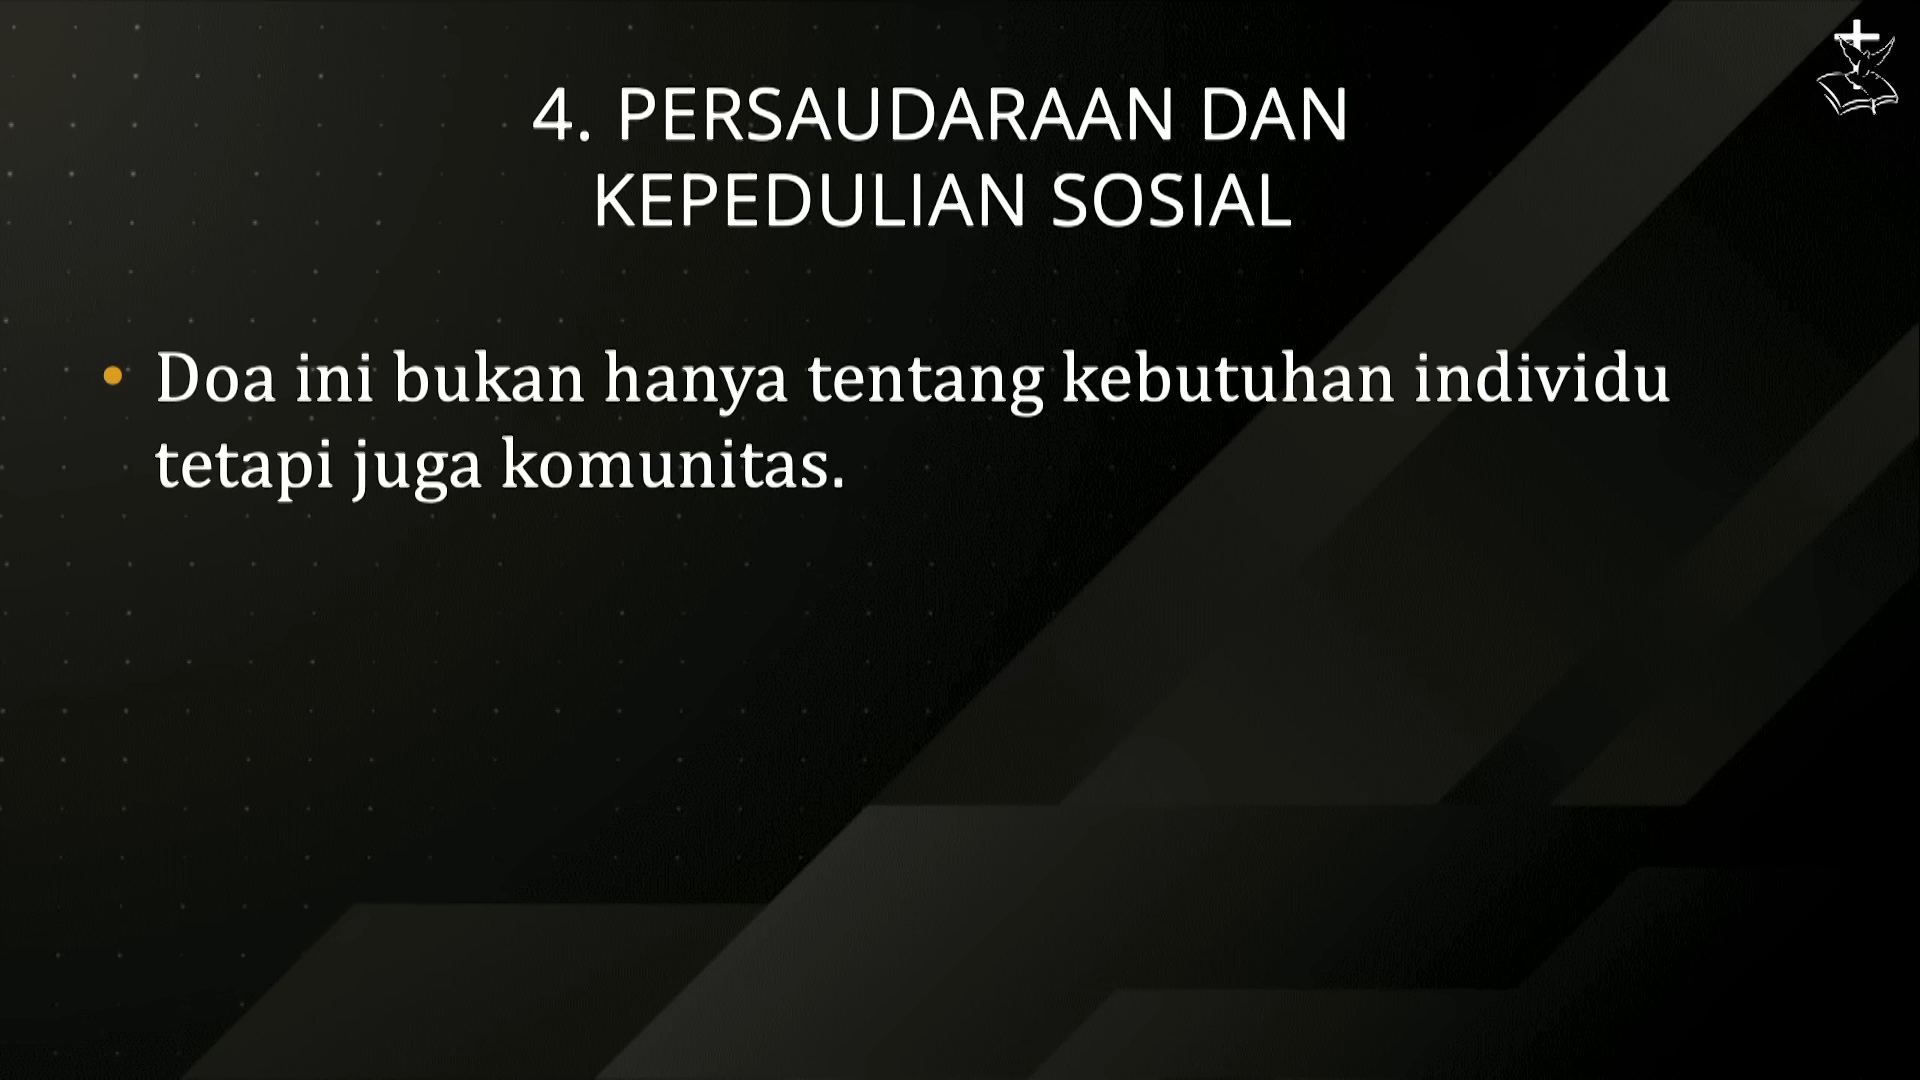 4. PERSAUDARAAN DAN
KEPEDULIAN SOSIAL
• Doa ini bukan hanya tentang kebutuhan individu
tetapi juga komunitas.